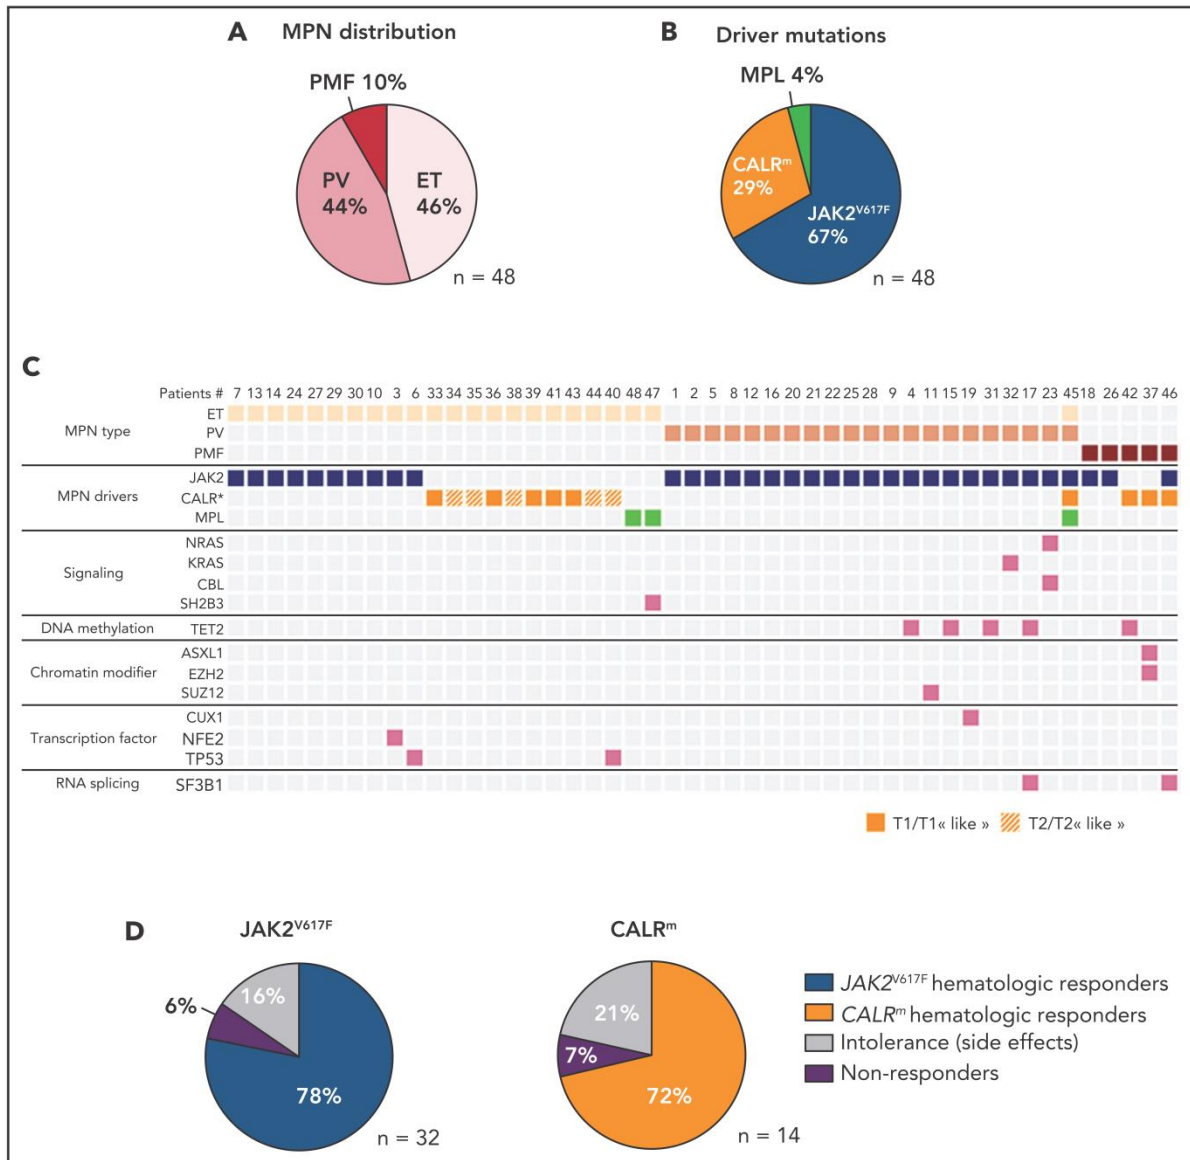 A MPN distribution
PMF 10%
PV
44%
ET
46%
n = 48
B Driver mutations
MPL 4%
CALRᵐ
29%
JAK2ⱽ⁶¹⁷ᶠ
67%
n = 48
C
Patients # 7 13 14 24 27 29 30 10 3 6 33 34 35 36 38 39 41 43 44 40 48 47 1 2 5 8 12 16 20 21 22 25 28 9 4 11 15 19 31 32 17 23 45 18 26 42 37 46
MPN type
ET
PV
PMF
MPN drivers
JAK2
CALR*
MPL
Signaling
NRAS
KRAS
CBL
SH2B3
DNA methylation
TET2
Chromatin modifier
ASXL1
EZH2
SUZ12
Transcription factor
CUX1
NFE2
TP53
RNA splicing
SF3B1
T1/T1« like » T2/T2« like »
D
JAK2ⱽ⁶¹⁷ᶠ
16%
6%
78%
n = 32
CALRᵐ
21%
7%
72%
n = 14
JAK2ⱽ⁶¹⁷ᶠ hematologic responders
CALRᵐ hematologic responders
Intolerance (side effects)
Non-responders